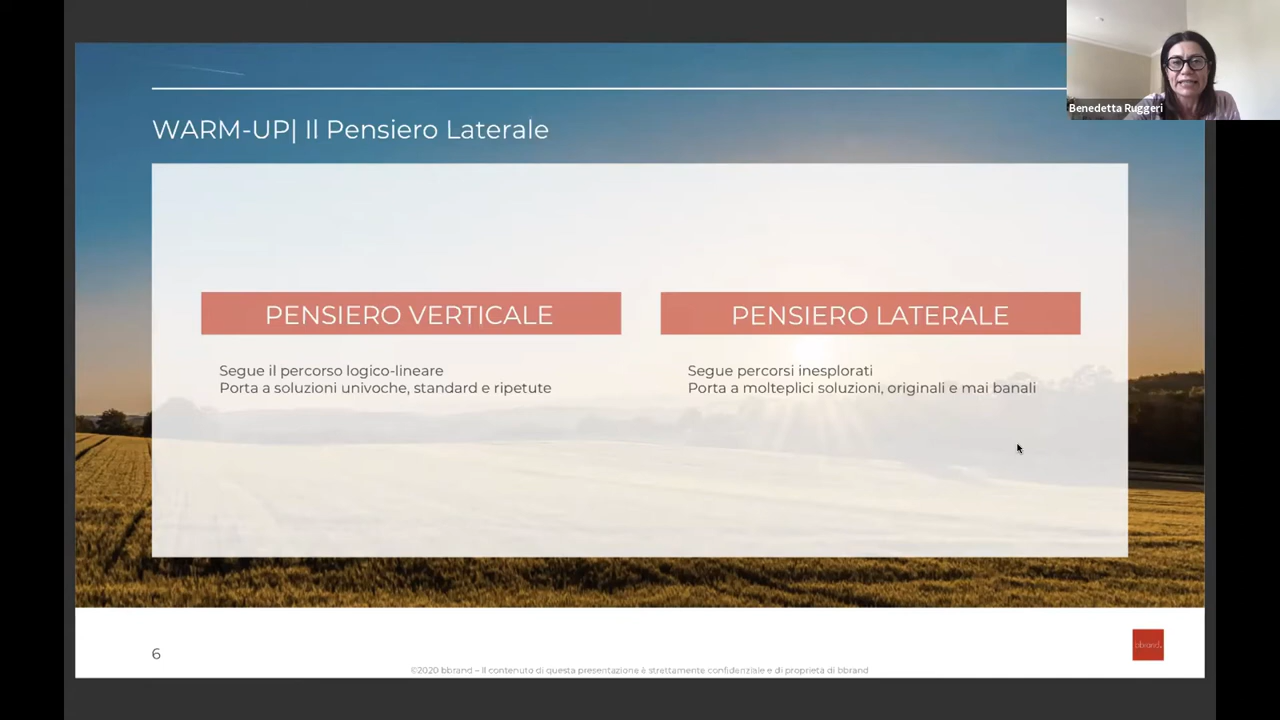 Benedetta Ruggeri
WARM-UP| Il Pensiero Laterale
PENSIERO VERTICALE
Segue il percorso logico-lineare
Porta a soluzioni univoche, standard e ripetute
PENSIERO LATERALE
Segue percorsi inesplorati
Porta a molteplici soluzioni, originali e mai banali
6
bbrand.
©2020 bbrand – Il contenuto di questa presentazione è strettamente confidenziale e di proprietà di bbrand